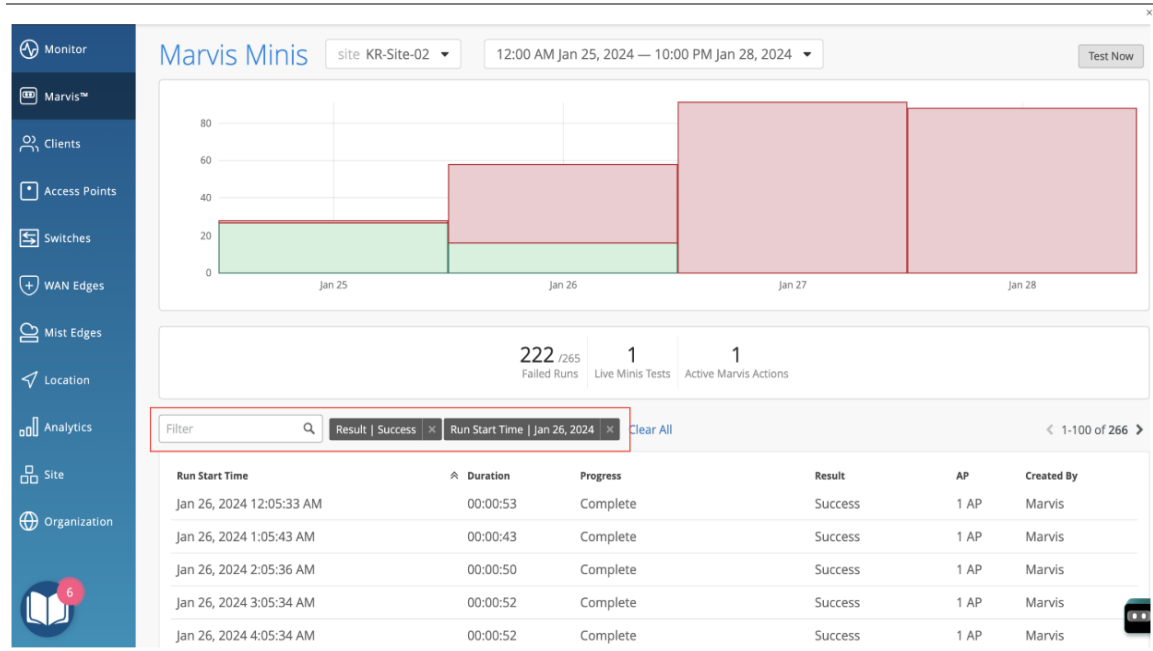 ×
Monitor
Marvis™
Clients
Access Points
Switches
WAN Edges
Mist Edges
Location
Analytics
Site
Organization
6
Marvis Minis
site KR-Site-02
12:00 AM Jan 25, 2024 — 10:00 PM Jan 28, 2024
Test Now
80
60
40
20
0
Jan 25 Jan 26 Jan 27 Jan 28
222 /265 1 1
Failed Runs Live Minis Tests Active Marvis Actions
Filter Result | Success × Run Start Time | Jan 26, 2024 × Clear All 1-100 of 266
Run Start Time Duration Progress Result AP Created By
Jan 26, 2024 12:05:33 AM 00:00:53 Complete Success 1 AP Marvis
Jan 26, 2024 1:05:43 AM 00:00:43 Complete Success 1 AP Marvis
Jan 26, 2024 2:05:36 AM 00:00:50 Complete Success 1 AP Marvis
Jan 26, 2024 3:05:34 AM 00:00:52 Complete Success 1 AP Marvis
Jan 26, 2024 4:05:34 AM 00:00:52 Complete Success 1 AP Marvis